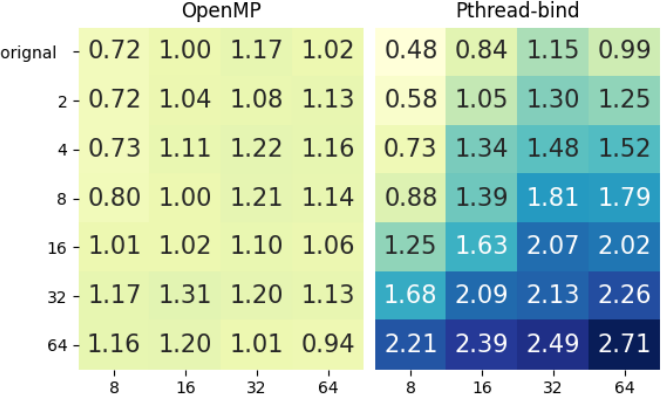 OpenMP Pthread-bind
orignal 0.72 1.00 1.17 1.02 0.48 0.84 1.15 0.99
2 0.72 1.04 1.08 1.13 0.58 1.05 1.30 1.25
4 0.73 1.11 1.22 1.16 0.73 1.34 1.48 1.52
8 0.80 1.00 1.21 1.14 0.88 1.39 1.81 1.79
16 1.01 1.02 1.10 1.06 1.25 1.63 2.07 2.02
32 1.17 1.31 1.20 1.13 1.68 2.09 2.13 2.26
64 1.16 1.20 1.01 0.94 2.21 2.39 2.49 2.71
8 16 32 64 8 16 32 64